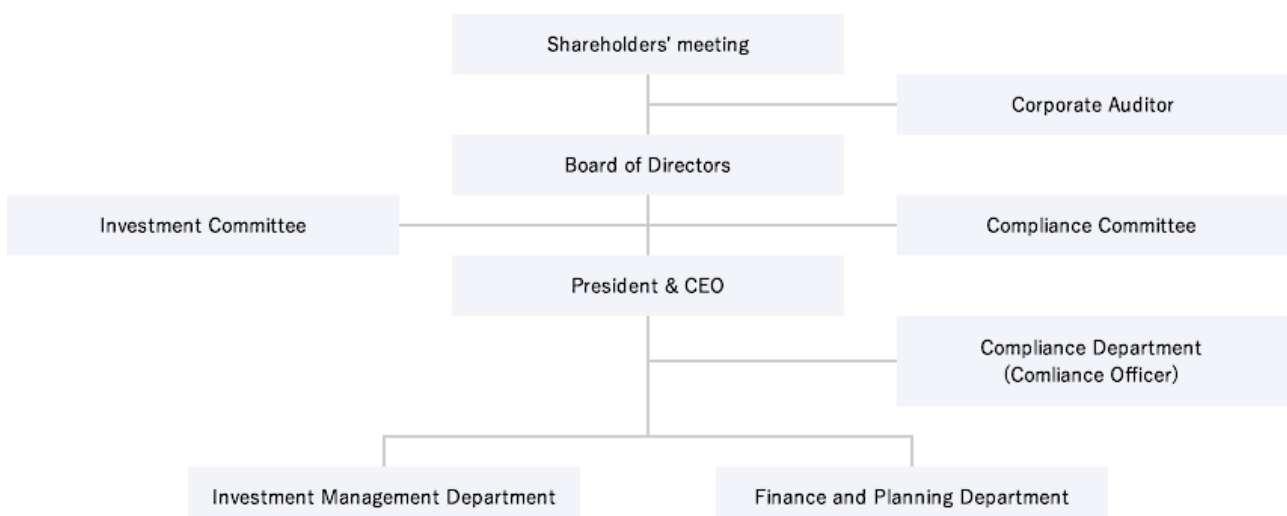 Shareholders' meeting
Corporate Auditor
Board of Directors
Investment Committee
Compliance Committee
President & CEO
Compliance Department
(Comliance Officer)
Investment Management Department
Finance and Planning Department